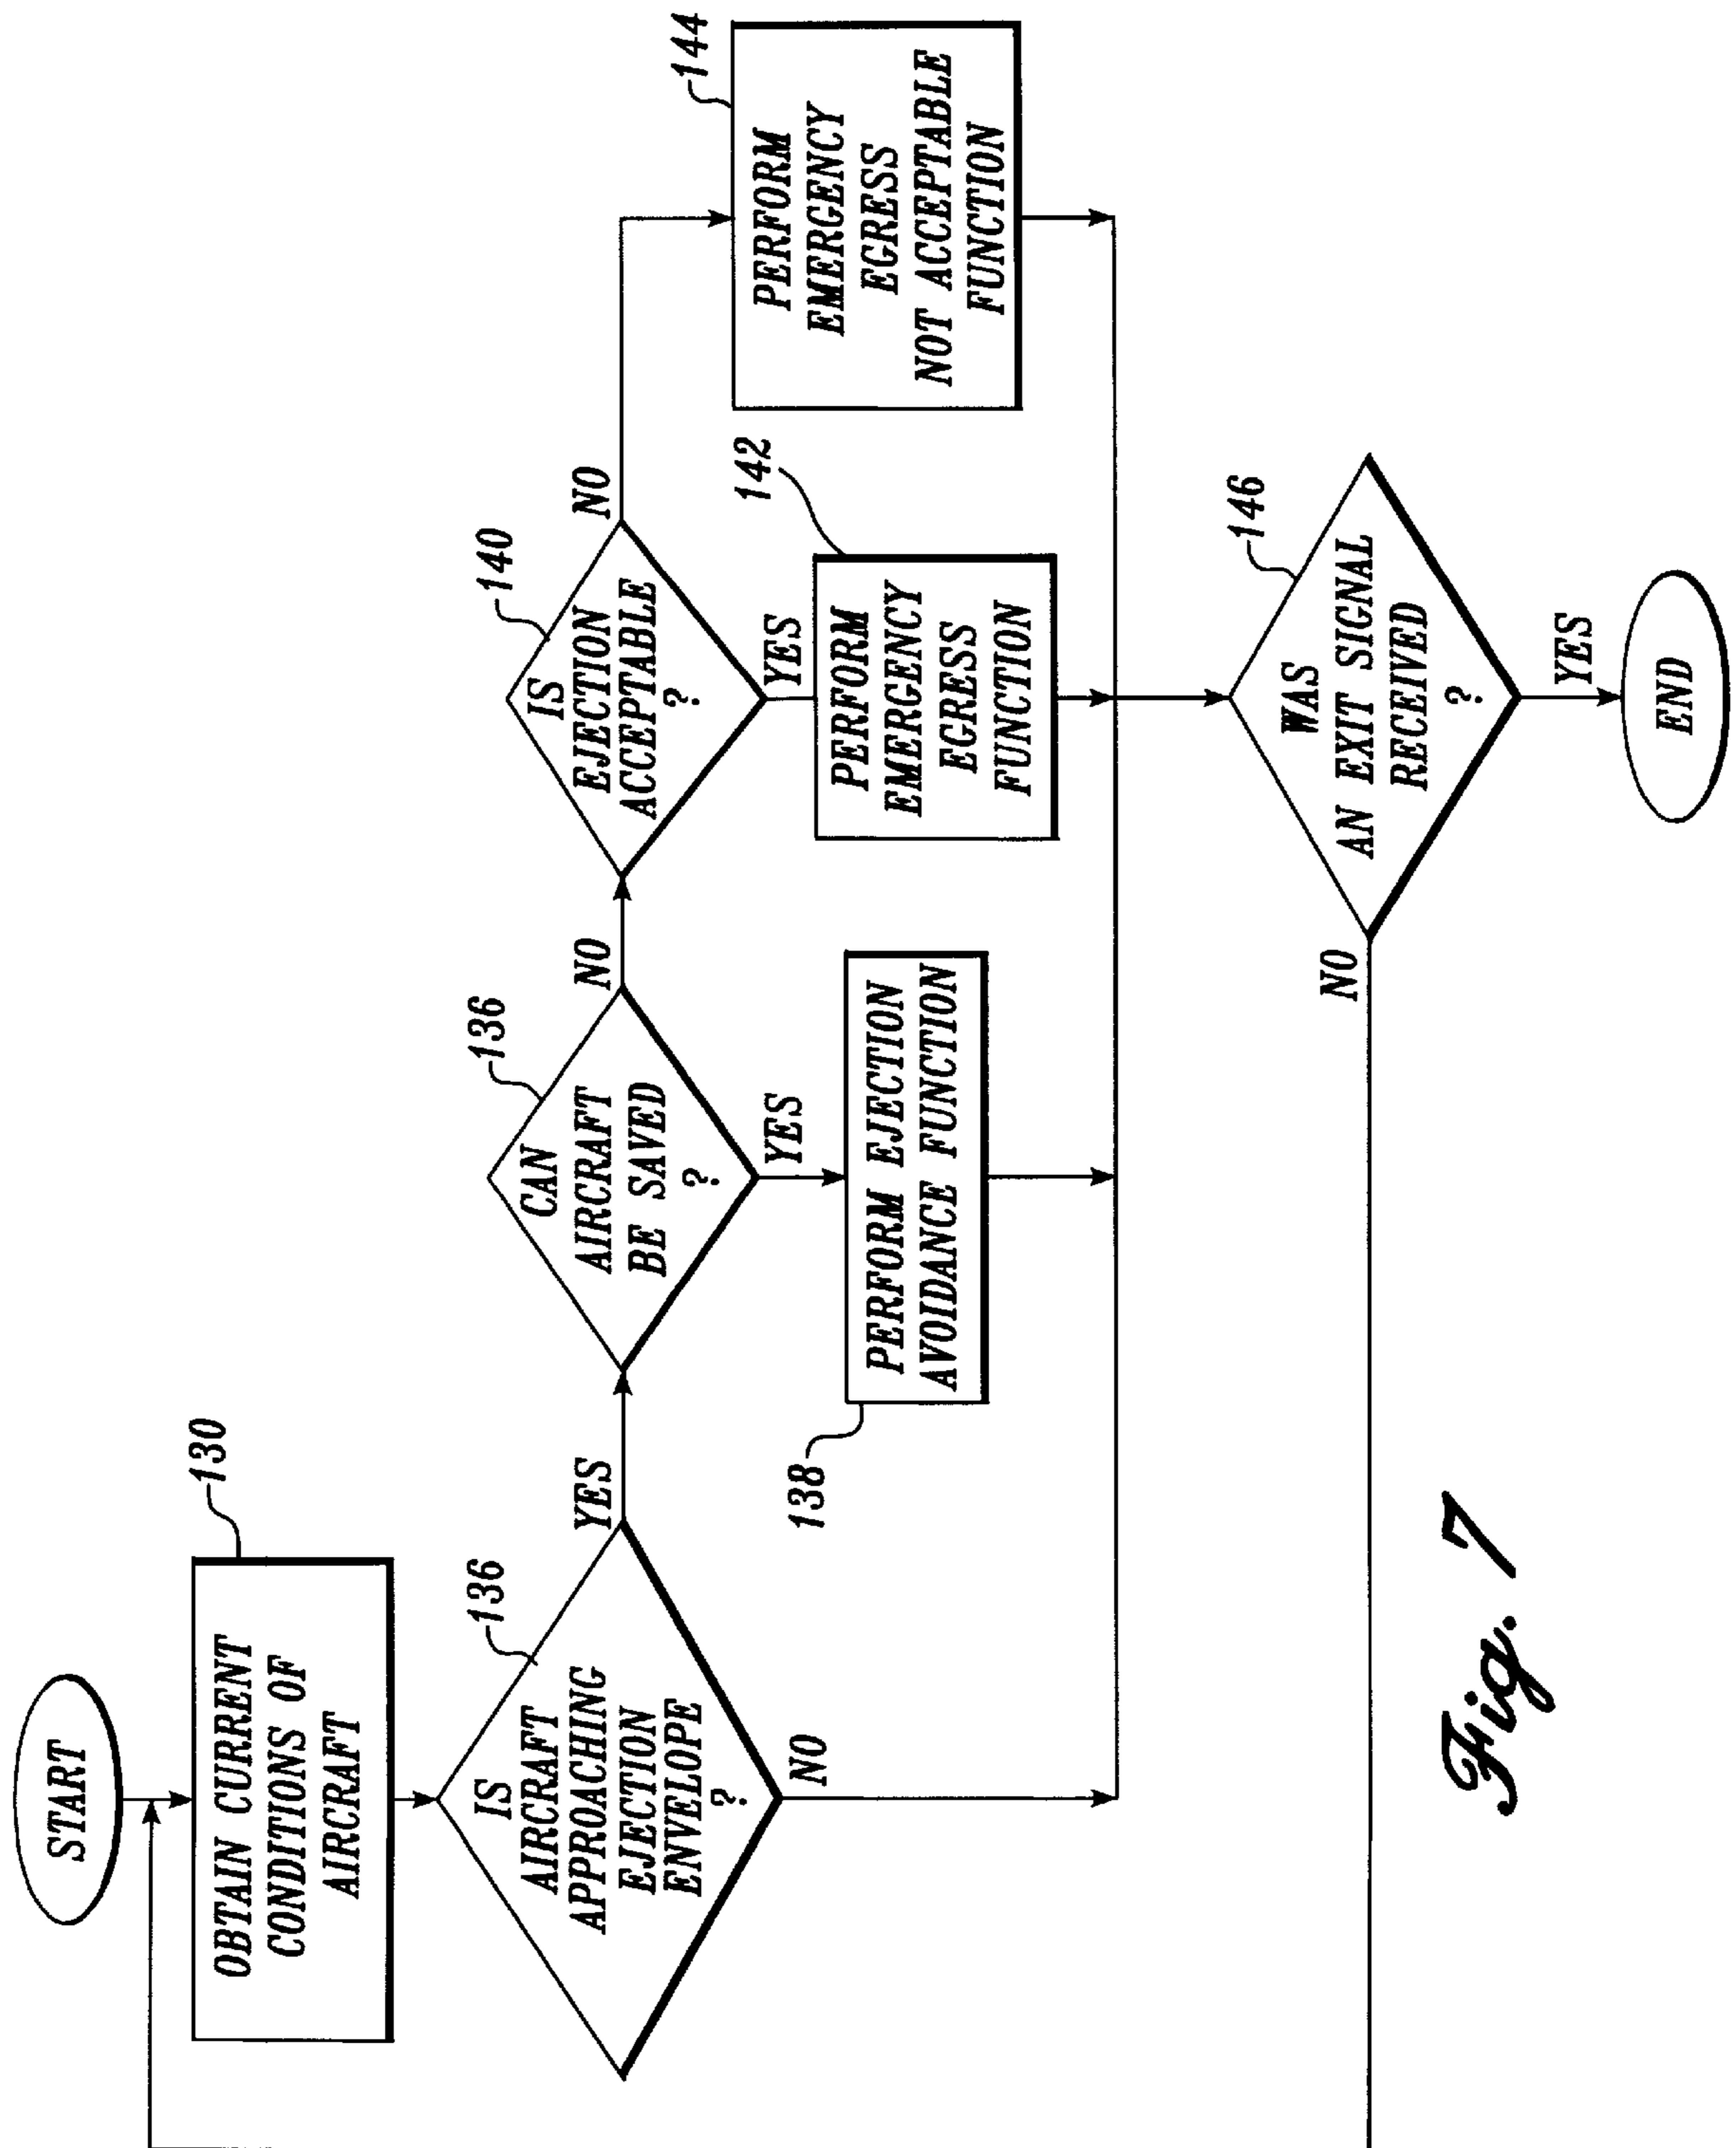 START
130
OBTAIN CURRENT
CONDITIONS OF
AIRCRAFT
136
IS
AIRCRAFT
APPROACHING
EJECTION
ENVELOPE
?
YES
NO
136
CAN
AIRCRAFT
BE SAVED
?
NO
YES
138
PERFORM EJECTION
AVOIDANCE FUNCTION
140
IS
EJECTION
ACCEPTABLE
?
NO
YES
142
PERFORM
EMERGENCY
EGRESS
FUNCTION
144
PERFORM
EMERGENCY
EGRESS
NOT ACCEPTABLE
FUNCTION
146
WAS
AN EXIT SIGNAL
RECEIVED
?
NO
YES
END
Fig. 7